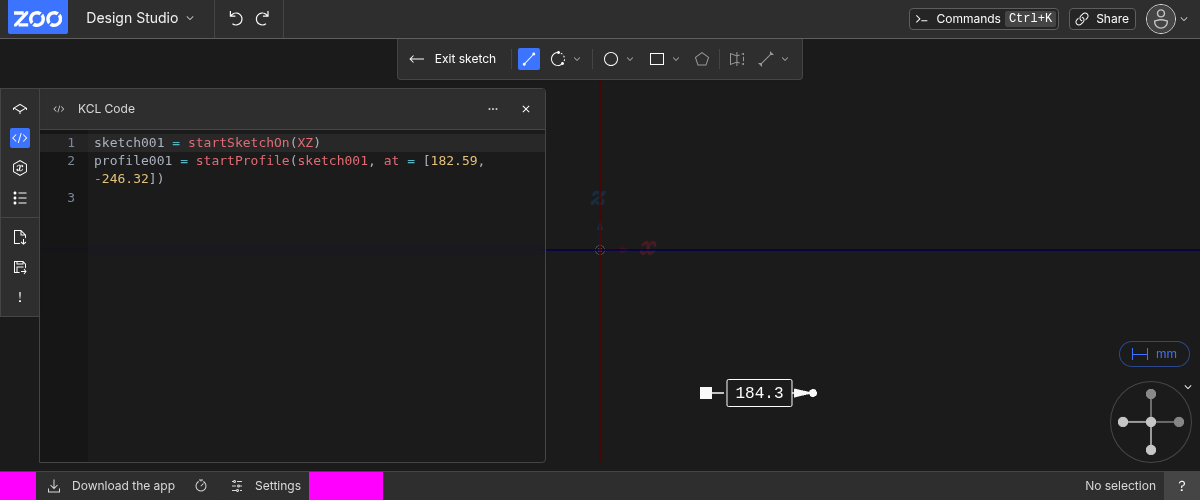 ZOO Design Studio Commands Ctrl+K Share
Exit sketch
KCL Code
1 sketch001 = startSketchOn(XZ)
2 profile001 = startProfile(sketch001, at = [182.59,
-246.32])
3
z
x
184.3
mm
Download the app Settings No selection ?